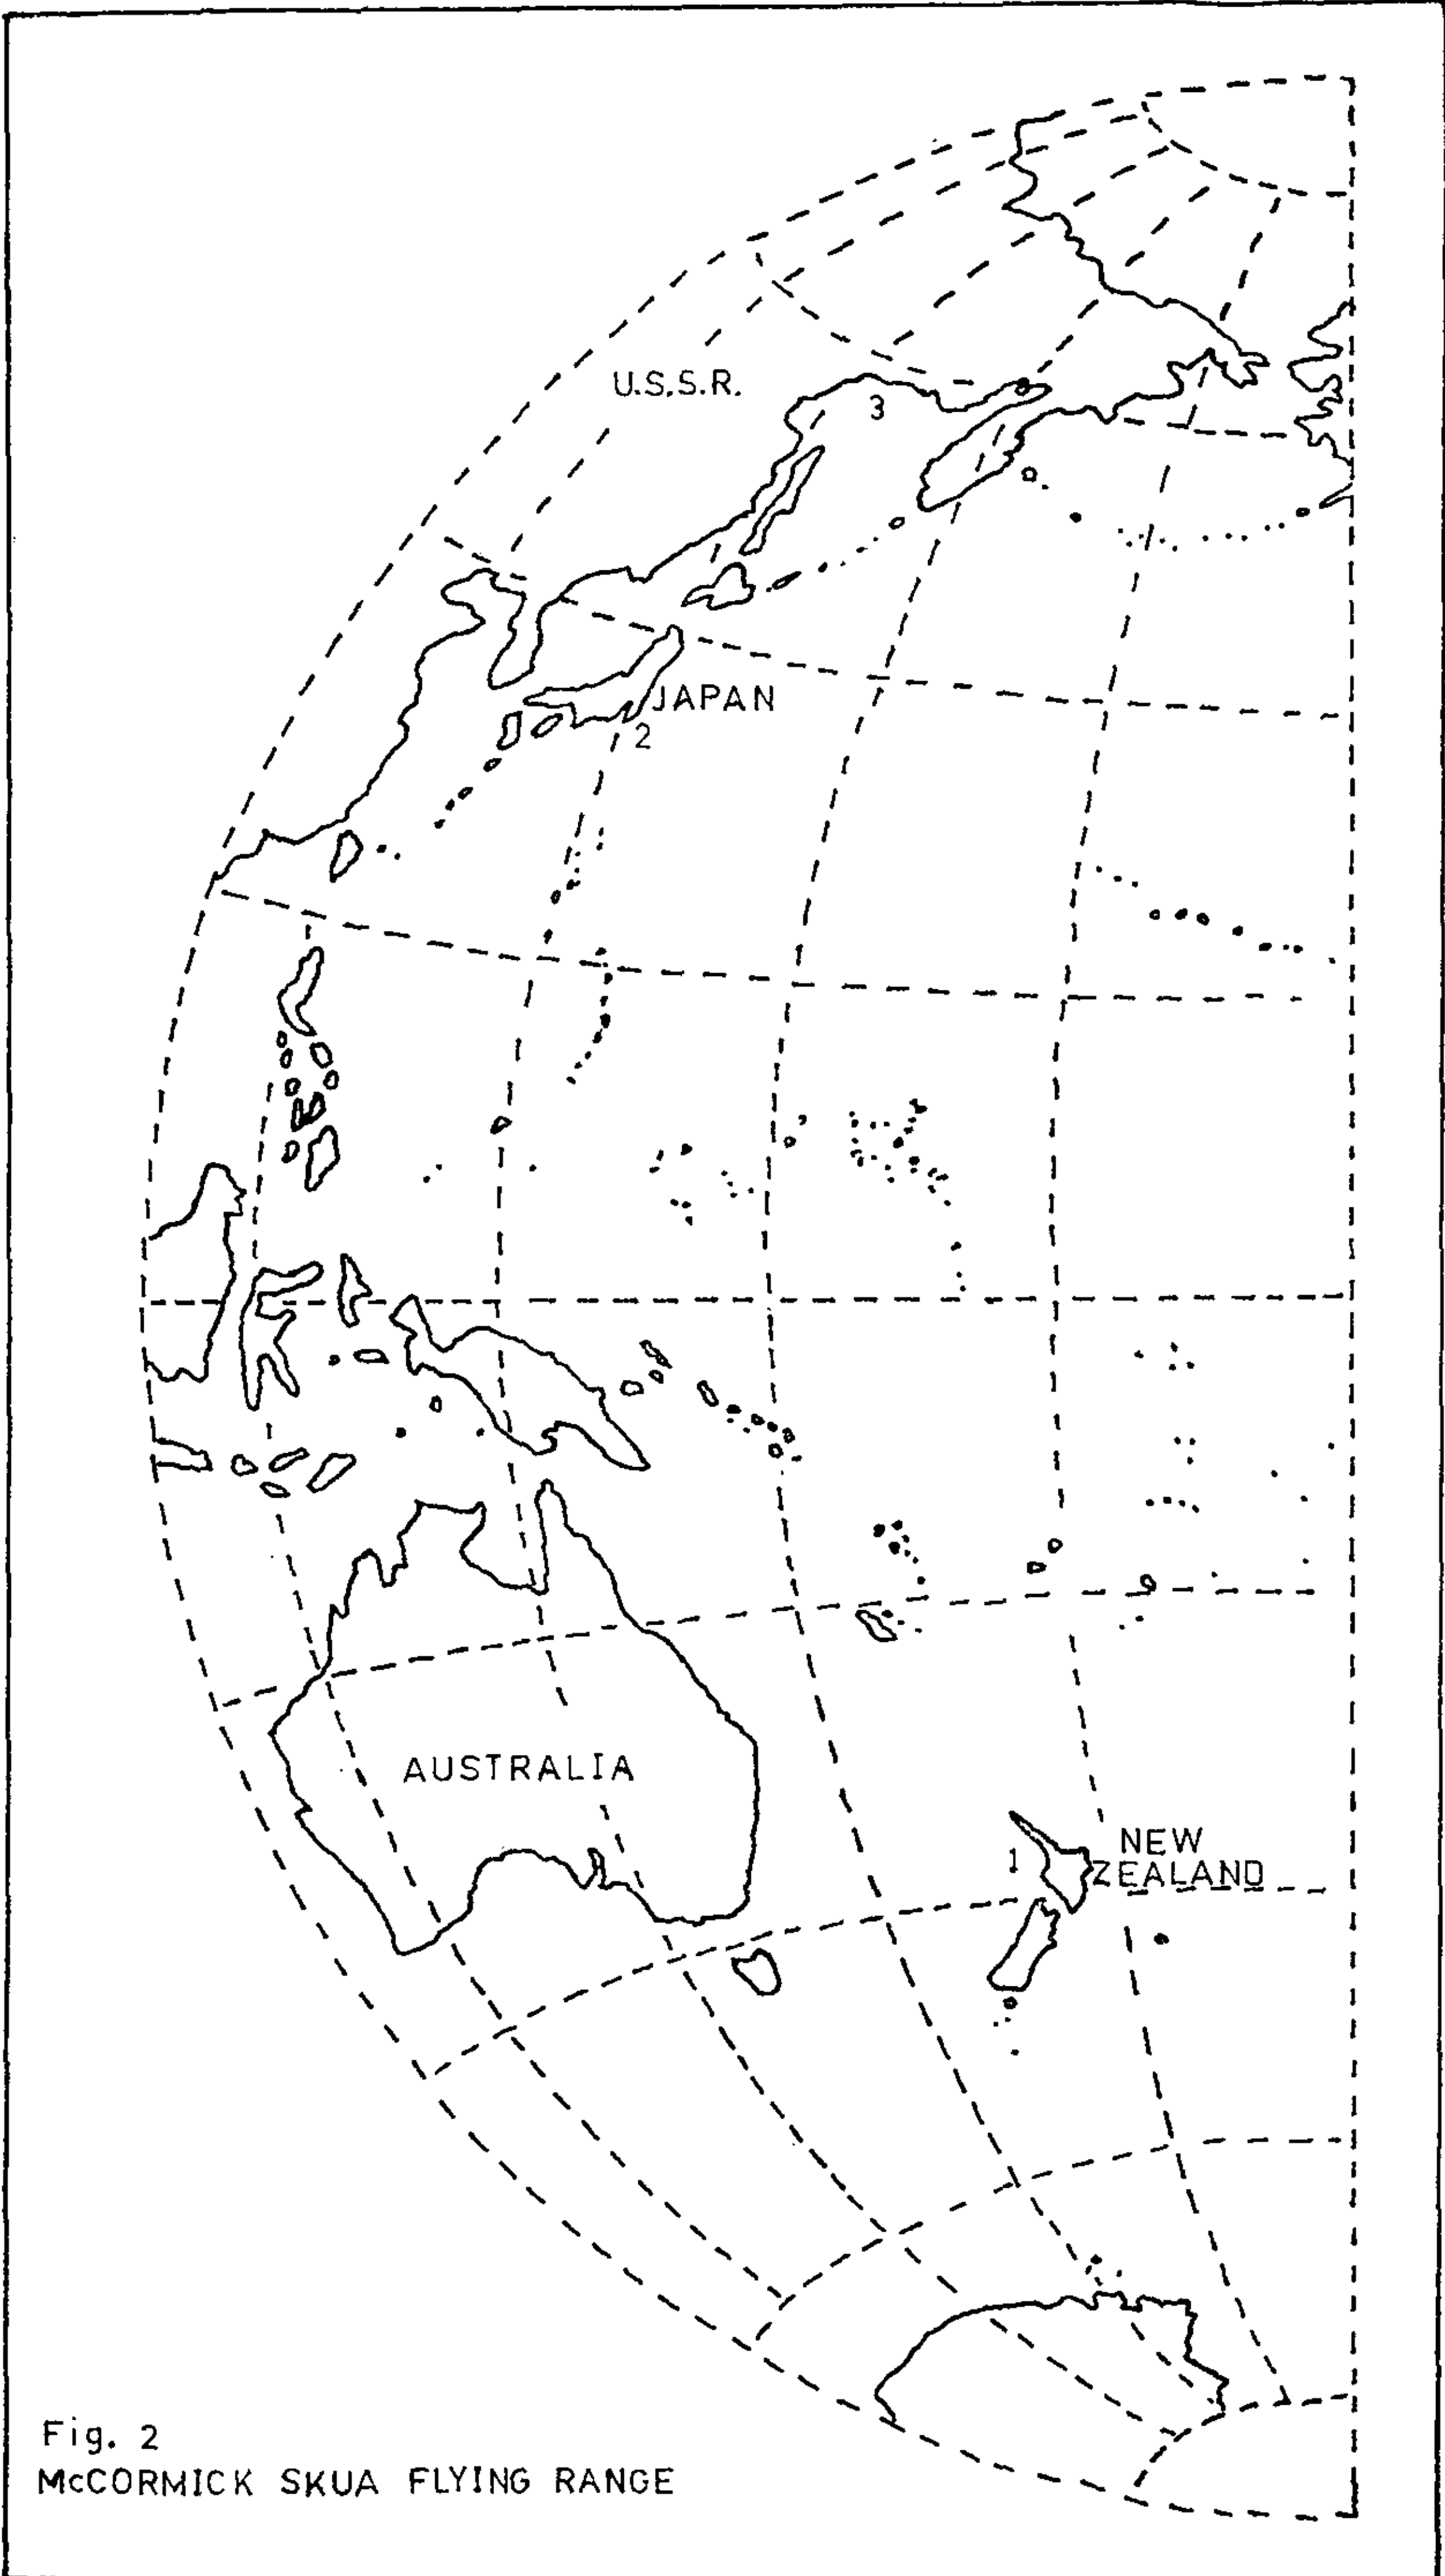 U.S.S.R.
3
JAPAN
2
AUSTRALIA
NEW
1
ZEALAND
Fig. 2
McCORMICK SKUA FLYING RANGE